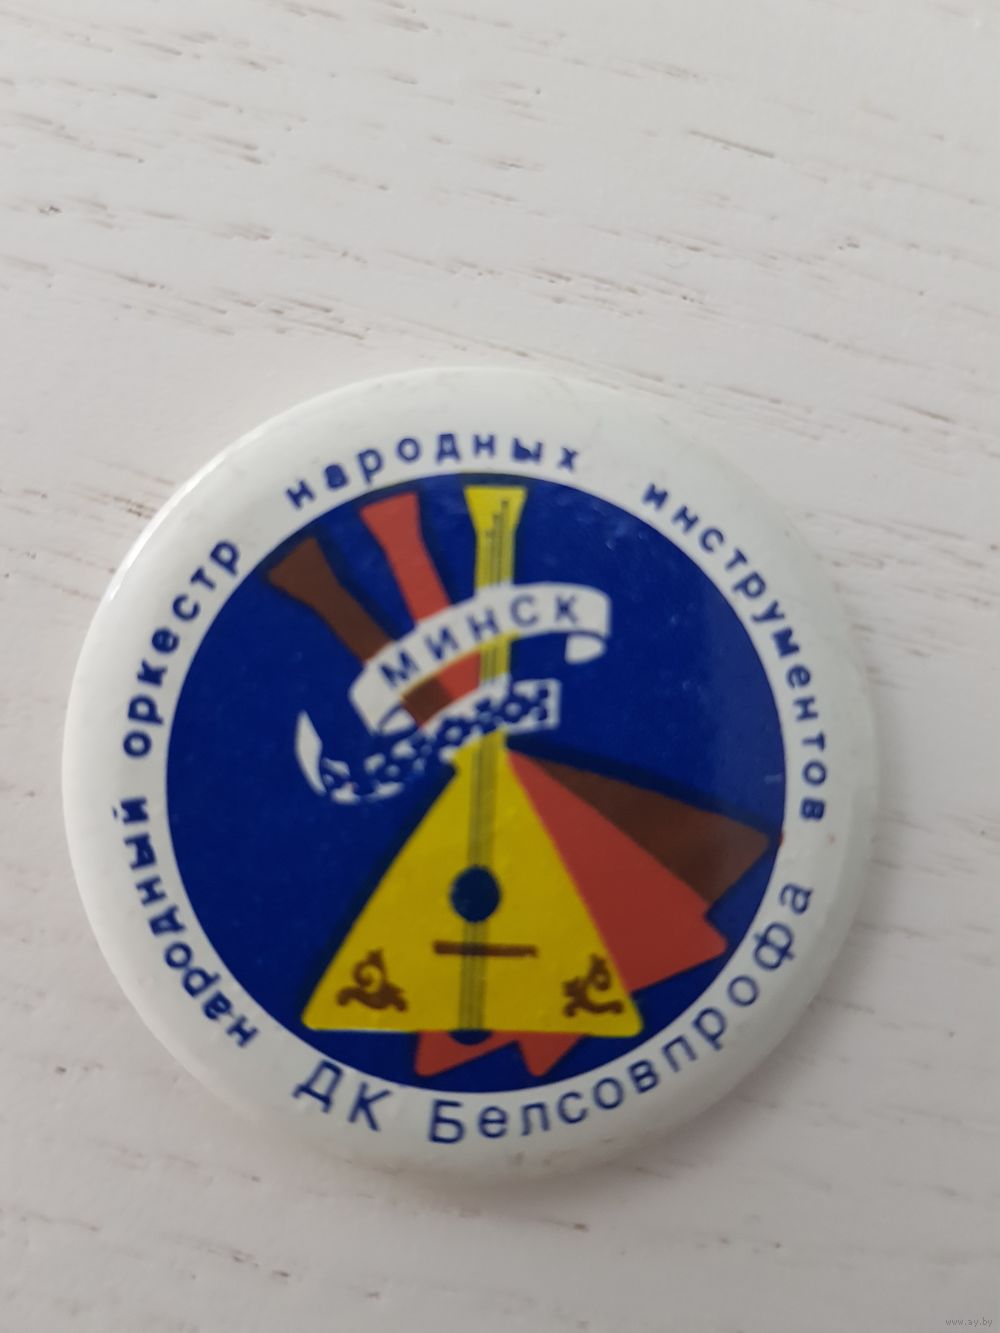 народный оркестр народных инструментов
ДК Белсовпрофа
МИНСК
www.ay.by